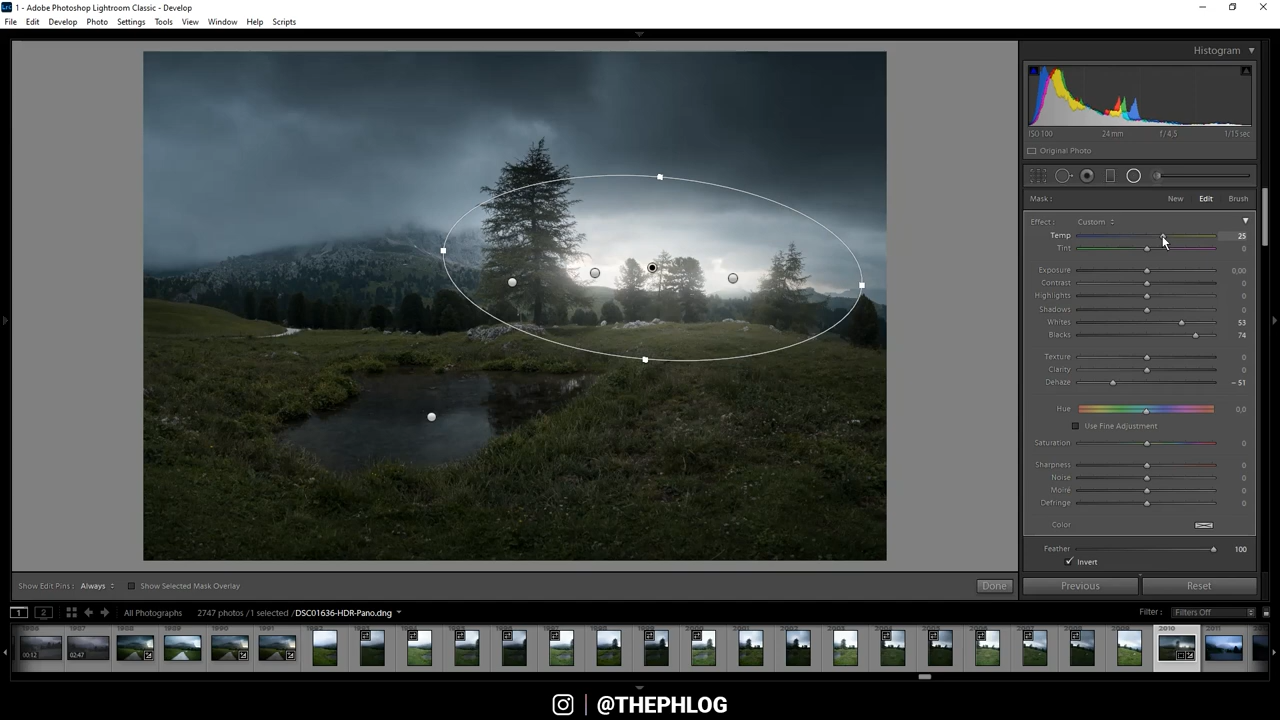 1 - Adobe Photoshop Lightroom Classic - Develop
File Edit Develop Photo Settings Tools View Window Help Scripts
Histogram
ISO 100 24 mm f / 4,5 1/15 sec
Original Photo
Mask : New Edit Brush
Effect : Custom
Temp 25
Tint 0
Exposure 0,00
Contrast 0
Highlights 0
Shadows 0
Whites 53
Blacks 74
Texture 0
Clarity 0
Dehaze - 51
Hue 0,0
Use Fine Adjustment
Saturation 0
Sharpness 0
Noise 0
Moire 0
Defringe 0
Color
Feather 100
Invert
Show Edit Pins : Always Show Selected Mask Overlay Done
Previous Reset
1 2 All Photographs 2747 photos / 1 selected / DSC01636-HDR-Pano.dng Filter : Filters Off
00:12 02:47
@THEPHLOG